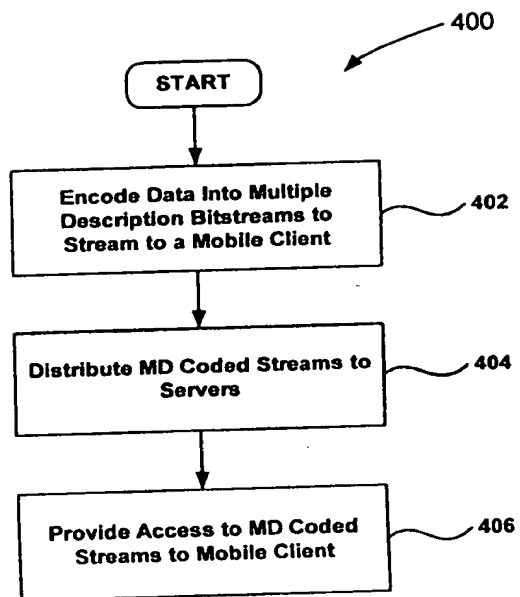 400
START
Encode Data Into Multiple
Description Bitstreams to
Stream to a Mobile Client
402
Distribute MD Coded Streams to
Servers
404
Provide Access to MD Coded
Streams to Mobile Client
406